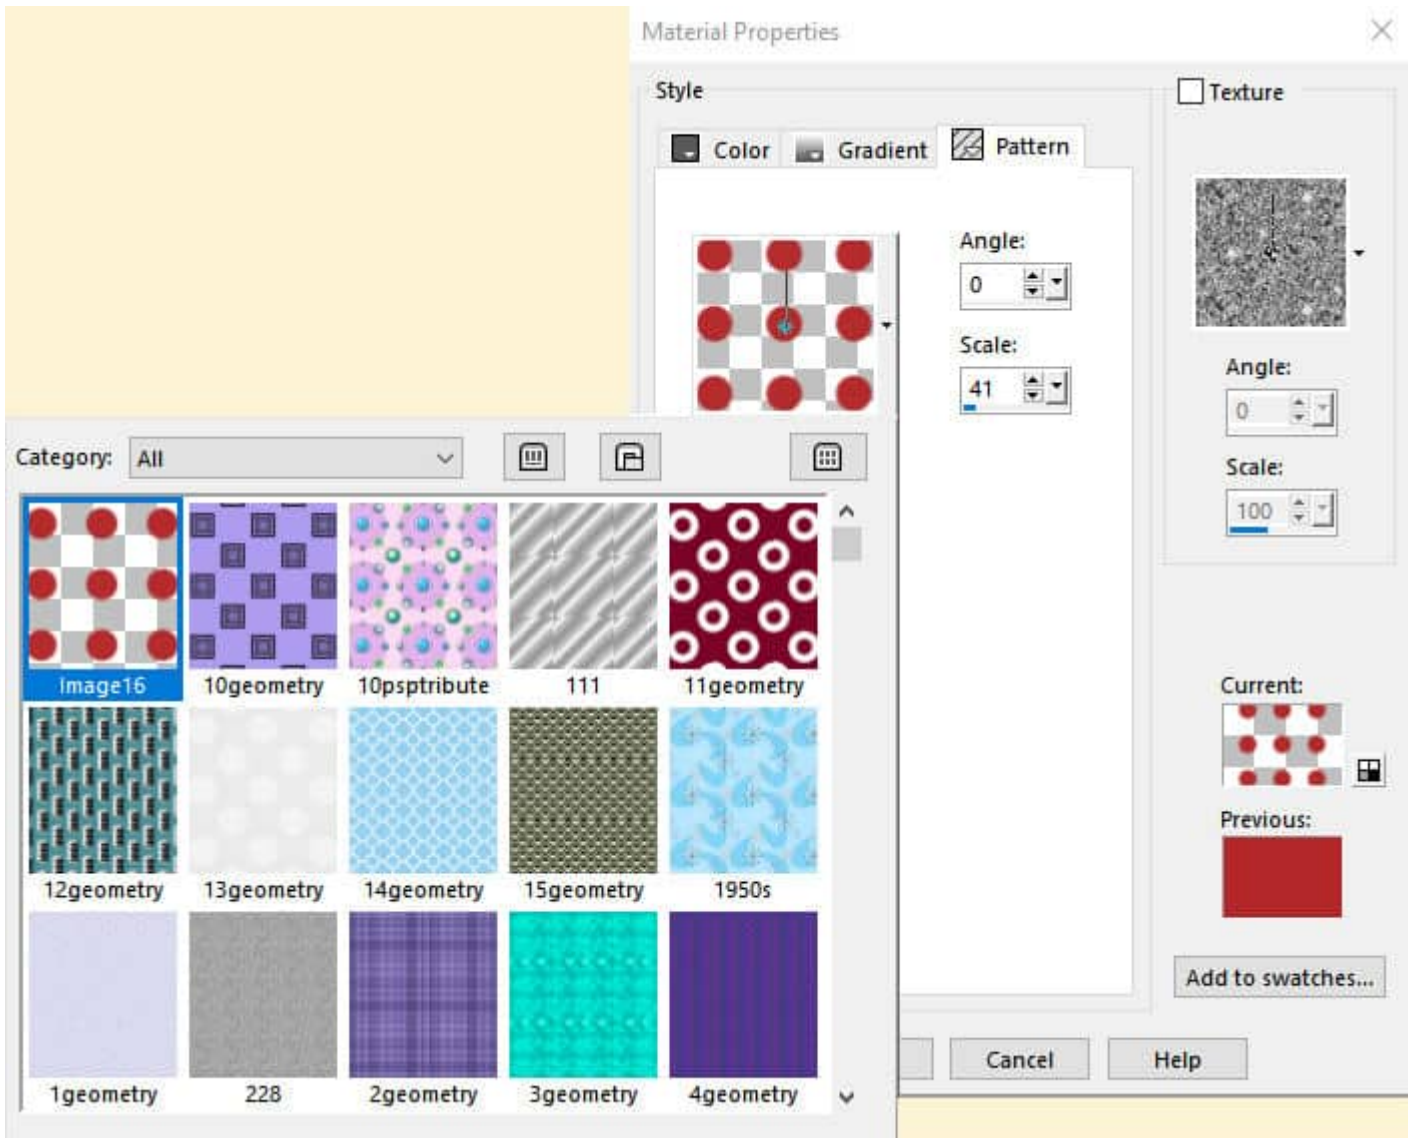 Material Properties
Style
Texture
Color
Gradient
Pattern
Angle:
0
Scale:
41
Angle:
0
Scale:
100
Category:
All
Image16
10geometry
10psptribute
111
11geometry
12geometry
13geometry
14geometry
15geometry
1950s
1geometry
228
2geometry
3geometry
4geometry
Current:
Previous:
Add to swatches...
Cancel
Help